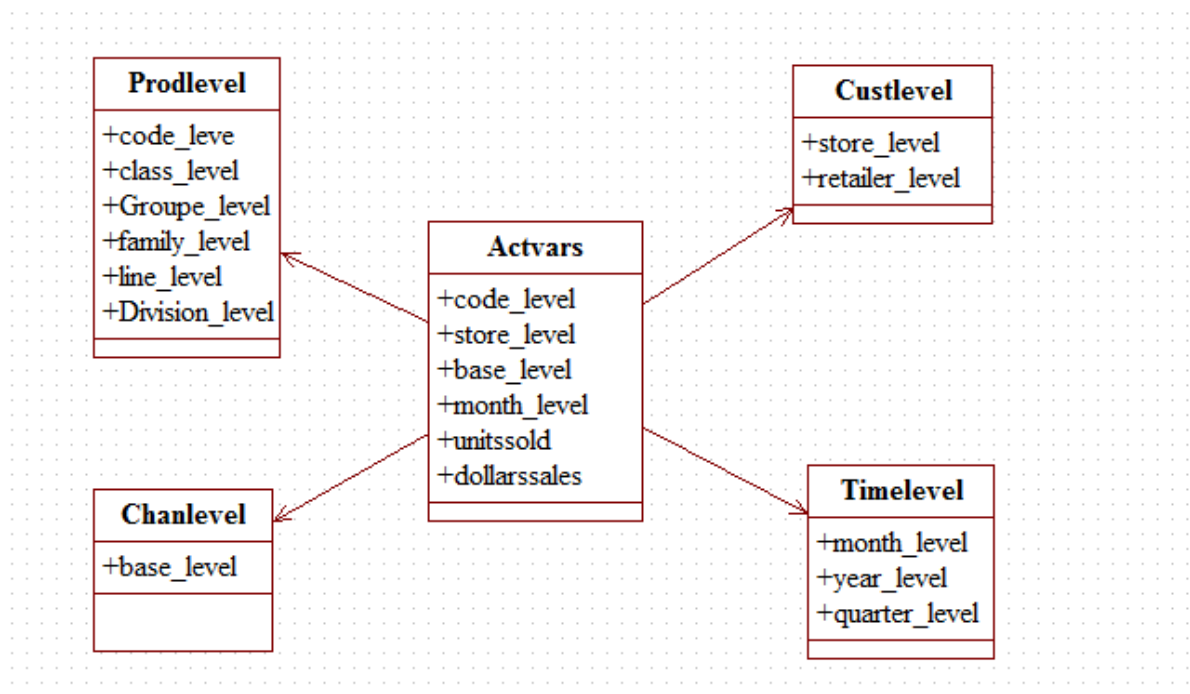 Prodlevel
+code_leve
+class_level
+Groupe_level
+family_level
+line_level
+Division_level
Custlevel
+store_level
+retailer_level
Actvars
+code_level
+store_level
+base_level
+month_level
+unitssold
+dollarssales
Chanlevel
+base_level
Timelevel
+month_level
+year_level
+quarter_level